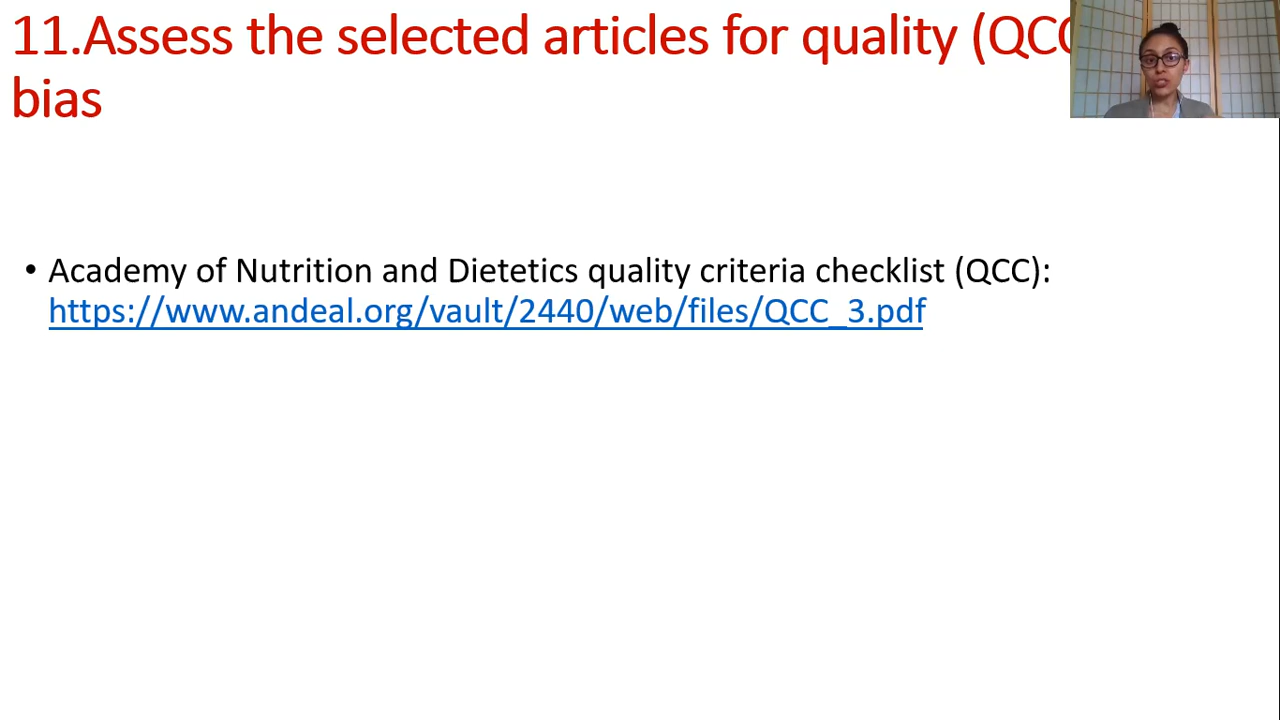 11.Assess the selected articles for quality (QCC
bias
• Academy of Nutrition and Dietetics quality criteria checklist (QCC):
https://www.andeal.org/vault/2440/web/files/QCC_3.pdf